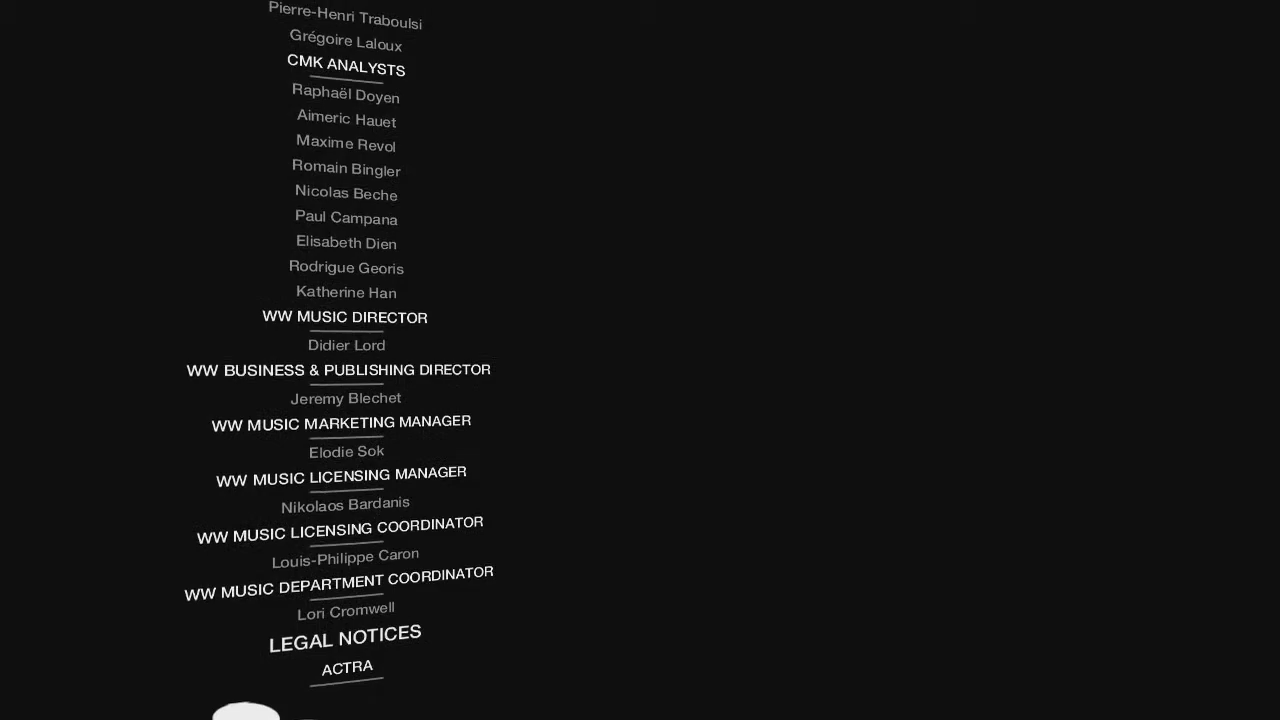 Pierre-Henri Traboulsi
Grégoire Laloux
CMK ANALYSTS
Raphaël Doyen
Aimeric Hauet
Maxime Revol
Romain Bingler
Nicolas Beche
Paul Campana
Elisabeth Dien
Rodrigue Georis
Katherine Han
WW MUSIC DIRECTOR
Didier Lord
WW BUSINESS & PUBLISHING DIRECTOR
Jeremy Blechet
WW MUSIC MARKETING MANAGER
Elodie Sok
WW MUSIC LICENSING MANAGER
Nikolaos Bardanis
WW MUSIC LICENSING COORDINATOR
Louis-Philippe Caron
WW MUSIC DEPARTMENT COORDINATOR
Lori Cromwell
LEGAL NOTICES
ACTRA